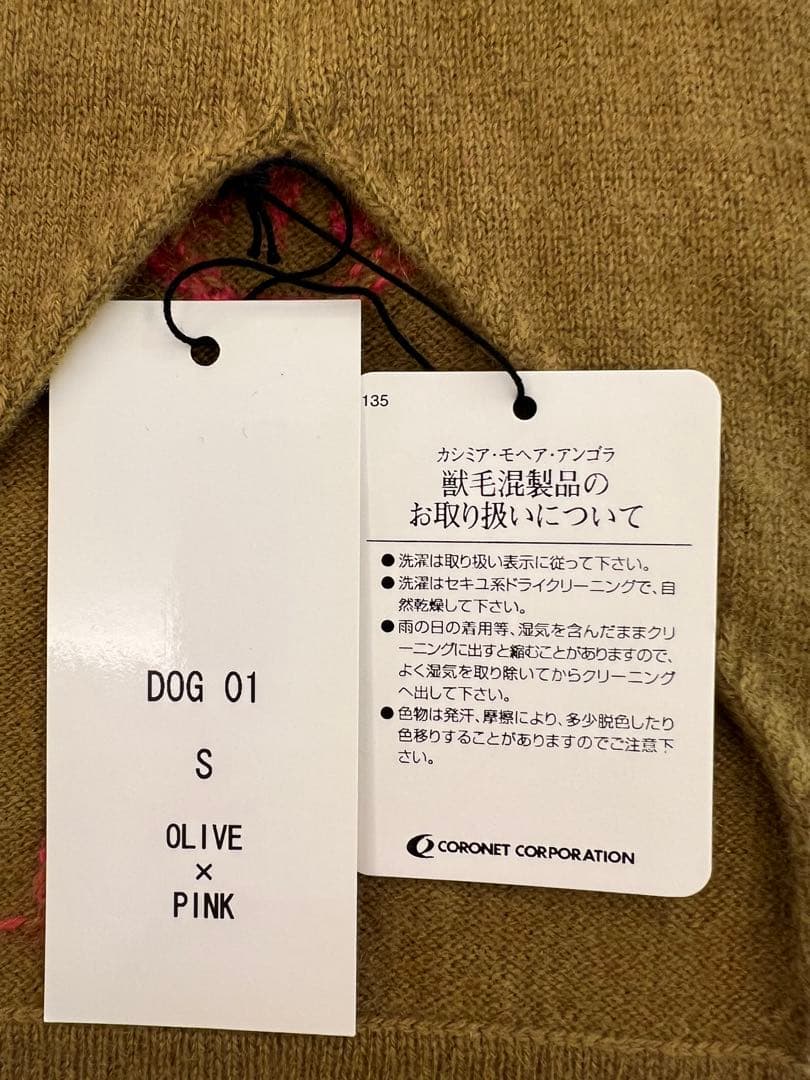 DOG 01
S
OLIVE
×
PINK
135
カシミア・モヘア・アンゴラ
獣毛混製品の
お取り扱いについて
●洗濯は取り扱い表示に従って下さい。
●洗濯はセキユ系ドライクリーニングで、自
然乾燥して下さい。
●雨の日の着用等、湿気を含んだままクリ
ーニングに出すと縮むことがありますので、
よく湿気を取り除いてからクリーニング
へ出して下さい。
●色物は発汗、摩擦により、多少脱色したり
色移りすることがありますのでご注意下
さい。
CORONET CORPORATION